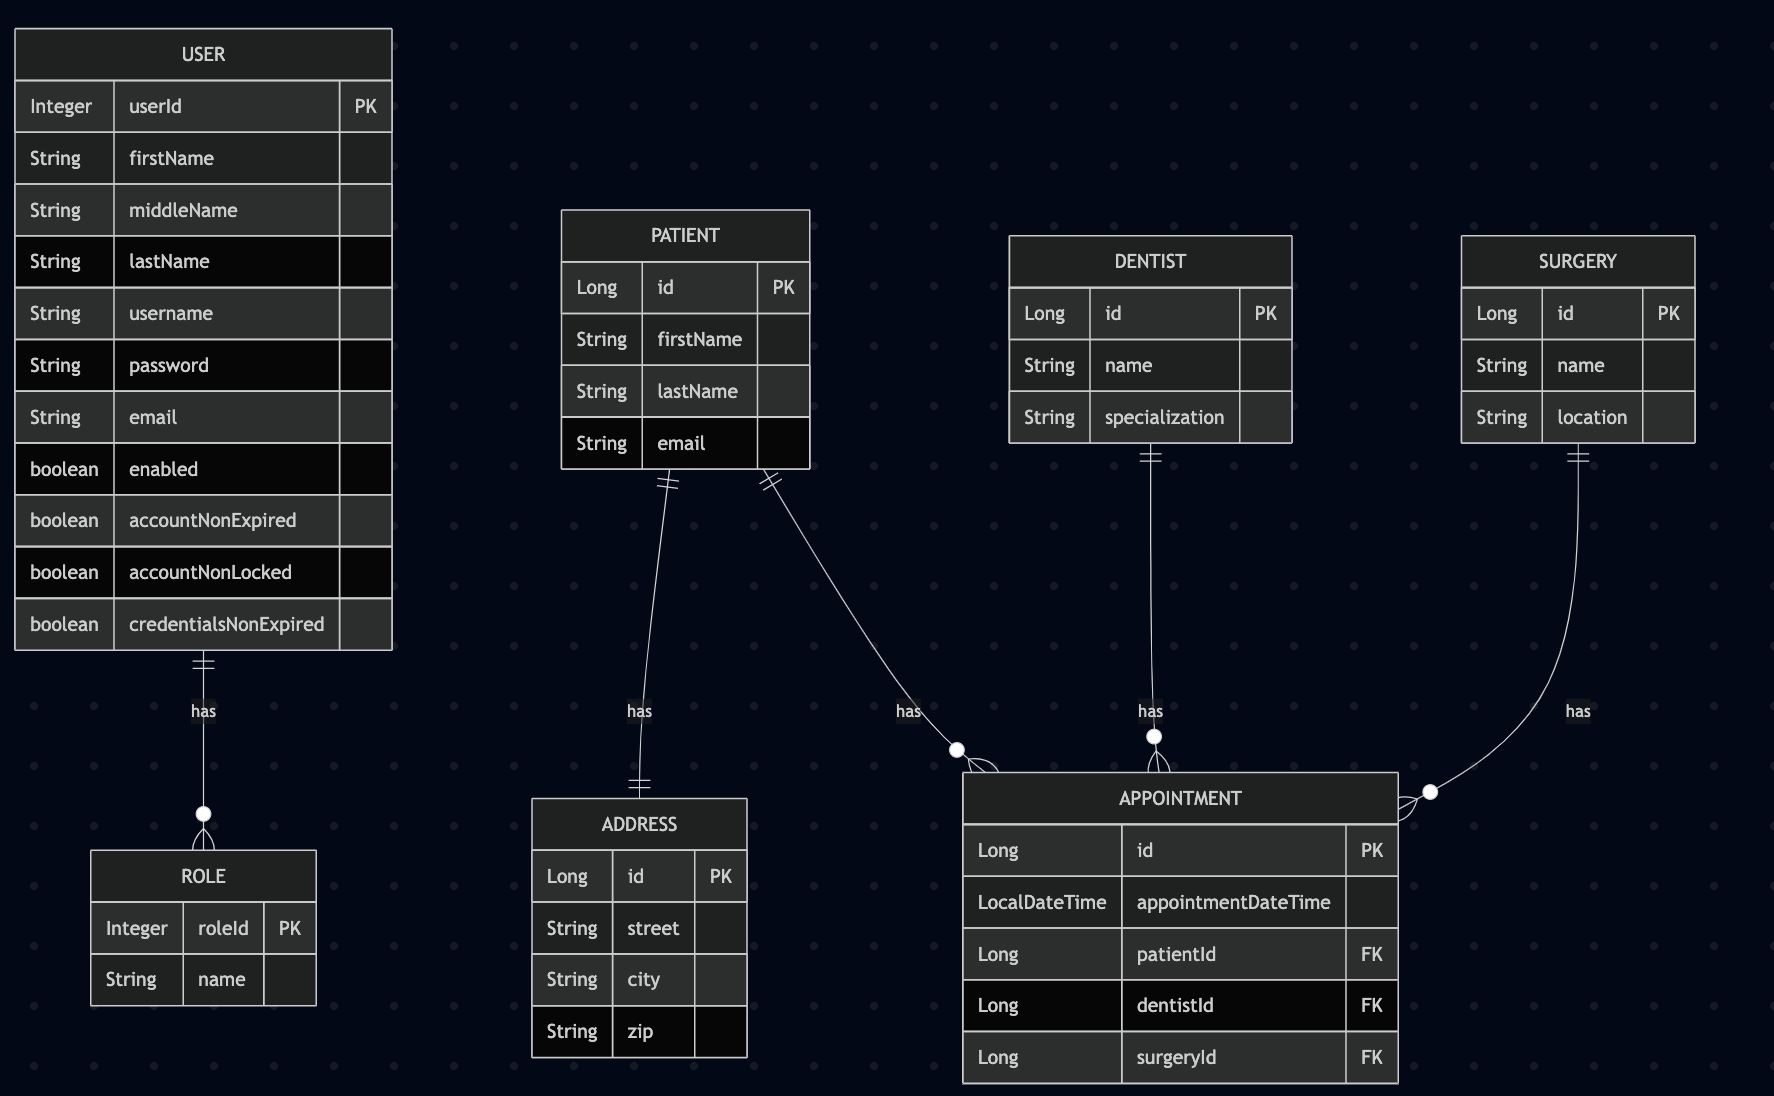 USER
Integer userId PK
String firstName
String middleName
String lastName
String username
String password
String email
boolean enabled
boolean accountNonExpired
boolean accountNonLocked
boolean credentialsNonExpired
has
ROLE
Integer roleId PK
String name
PATIENT
Long id PK
String firstName
String lastName
String email
has
has
ADDRESS
Long id PK
String street
String city
String zip
DENTIST
Long id PK
String name
String specialization
has
SURGERY
Long id PK
String name
String location
has
APPOINTMENT
Long id PK
LocalDateTime appointmentDateTime
Long patientId FK
Long dentistId FK
Long surgeryId FK